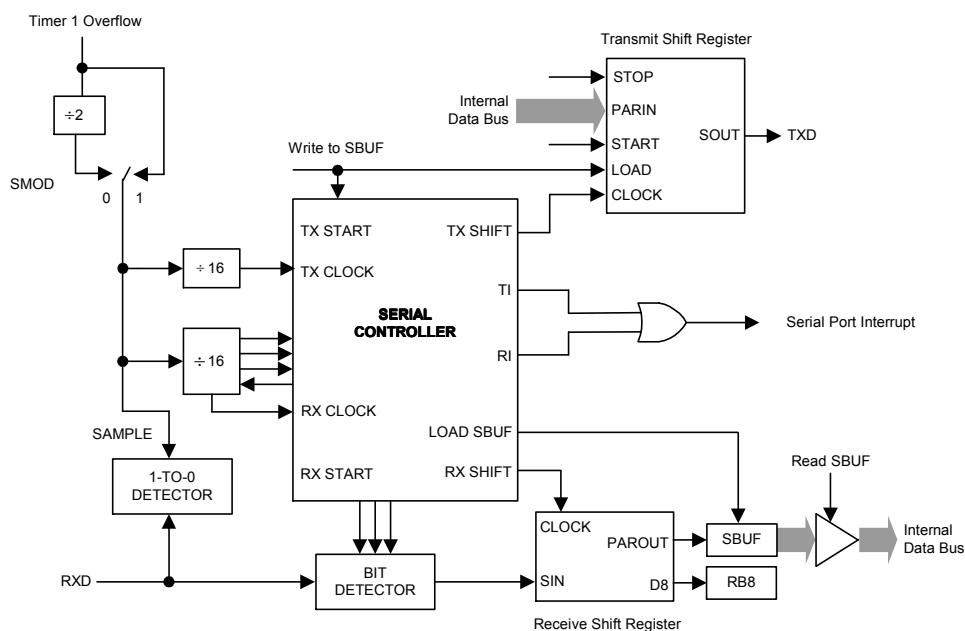 Timer 1 Overflow
÷2
SMOD
0
1
Write to SBUF
Transmit Shift Register
Internal
Data Bus
STOP
PARIN
START
LOAD
CLOCK
SOUT
TXD
÷ 16
÷ 16
TX START
TX CLOCK
SERIAL
CONTROLLER
RX CLOCK
RX START
TX SHIFT
TI
RI
LOAD SBUF
RX SHIFT
Serial Port Interrupt
SAMPLE
1-TO-0
DETECTOR
RXD
BIT
DETECTOR
CLOCK
PAROUT
SIN
D8
Receive Shift Register
SBUF
RB8
Read SBUF
Internal
Data Bus